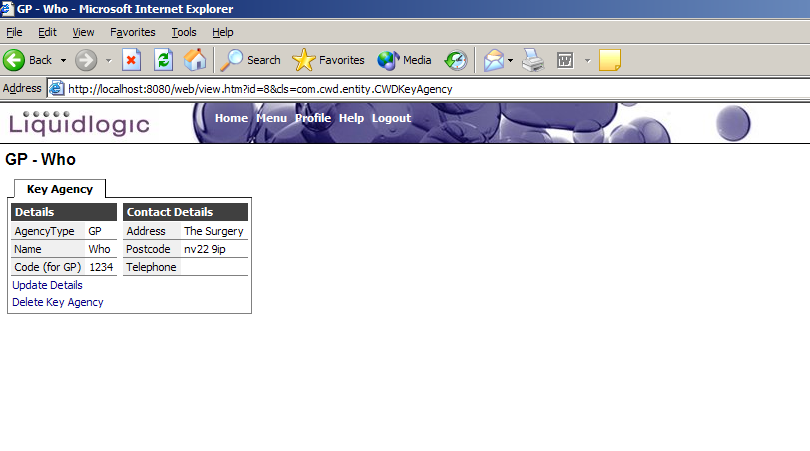 GP - Who - Microsoft Internet Explorer
File Edit View Favorites Tools Help
Back Search Favorites Media
Address http://localhost:8080/web/view.htm?id=8&cls=com.cwd.entity.CWDKeyAgency
Liquidlogic Home Menu Profile Help Logout
GP - Who
Key Agency
Details Contact Details
AgencyType GP Address The Surgery
Name Who Postcode nv22 9ip
Code (for GP) 1234 Telephone
Update Details
Delete Key Agency